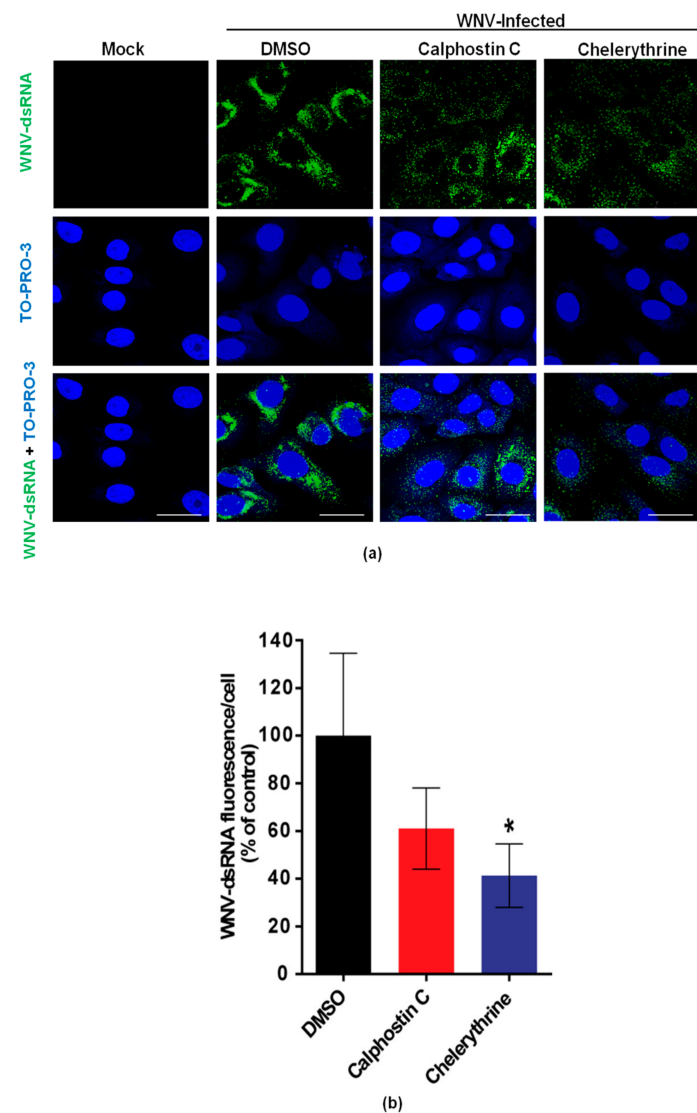 WNV-Infected
Mock DMSO Calphostin C Chelerythrine
WNV-dsRNA
TO-PRO-3
WNV-dsRNA + TO-PRO-3
(a)
WNV-dsRNA fluorescence/cell
(% of control)
140
120
100
80
60
40
20
0
*
DMSO
Calphostin C
Chelerythrine
(b)